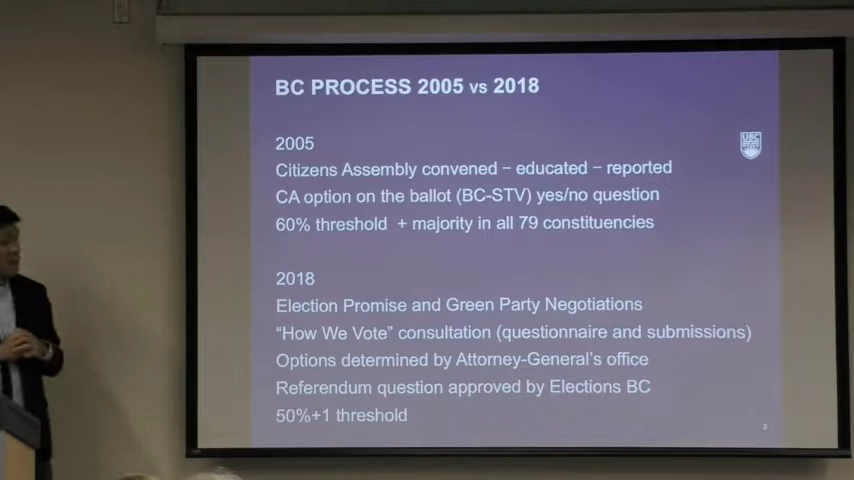 BC PROCESS 2005 vs 2018
UBC
2005
Citizens Assembly convened – educated – reported
CA option on the ballot (BC-STV) yes/no question
60% threshold + majority in all 79 constituencies
2018
Election Promise and Green Party Negotiations
“How We Vote” consultation (questionnaire and submissions)
Options determined by Attorney-General’s office
Referendum question approved by Elections BC
50%+1 threshold
2